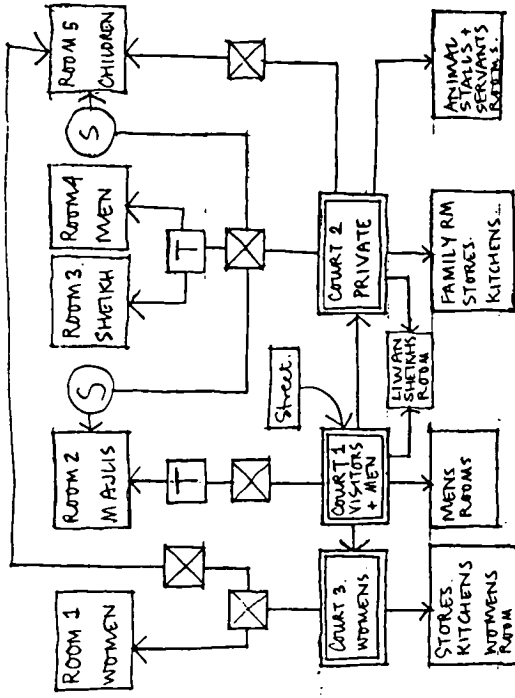 ROOM 1
WOMEN
ROOM 2
MAJLIS
ROOM 3.
SHEIKH
ROOM 4
MEN
ROOM 5
CHILDREN
S
S
T
T
Street.
COURT 3.
WOMENS.
COURT 1
VISITORS
+ MEN
COURT 2
PRIVATE
LIWAN
SHEIKHS
ROOM
STORES.
KITCHENS
WOMENS
ROOM
MENS
ROOMS
FAMILY RM
STORES.
KITCHENS.
ANIMAL
STALLS +
SERVANTS
ROOMS.